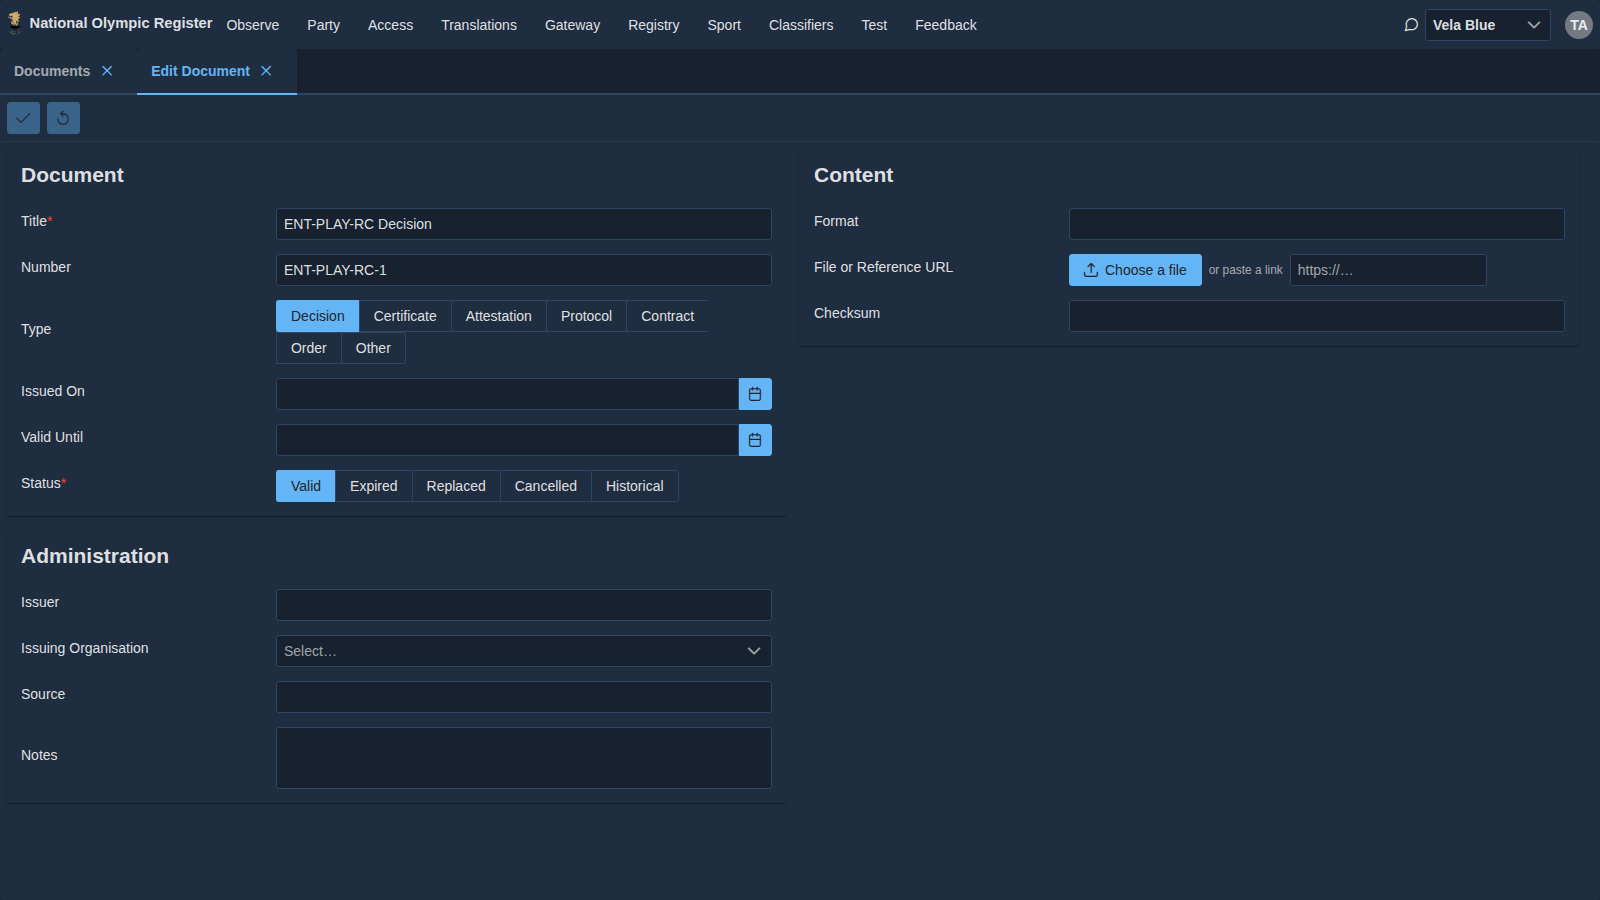 National Olympic Register Observe Party Access Translations Gateway Registry Sport Classifiers Test Feedback Vela Blue TA
Documents Edit Document
Document
Title*
ENT-PLAY-RC Decision
Number
ENT-PLAY-RC-1
Type
Decision Certificate Attestation Protocol Contract
Order Other
Issued On
Valid Until
Status*
Valid Expired Replaced Cancelled Historical
Administration
Issuer
Issuing Organisation
Select…
Source
Notes
Content
Format
File or Reference URL
Choose a file or paste a link https://…
Checksum